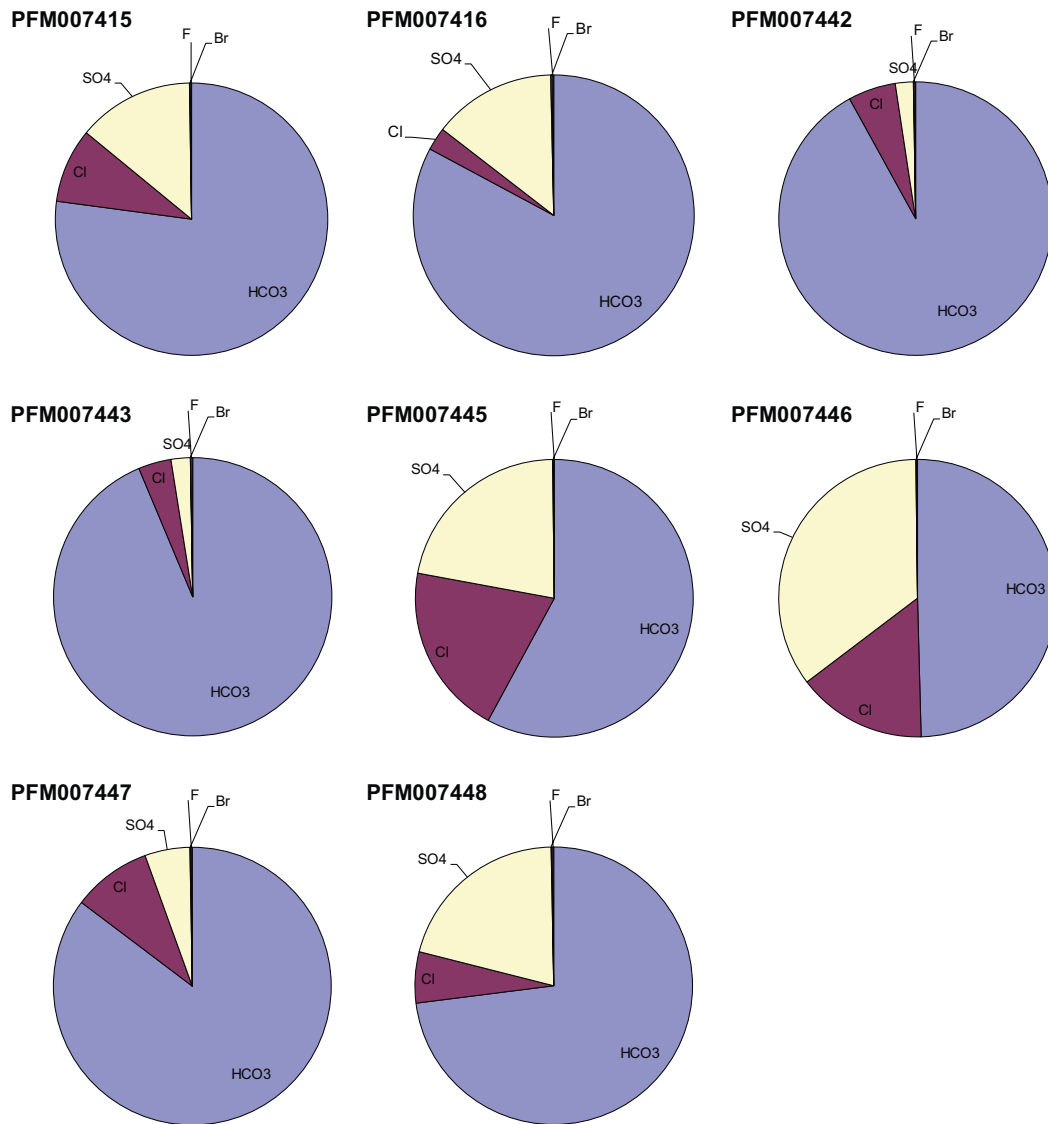 PFM007415
F
Br
SO4
Cl
HCO3
PFM007416
F
Br
SO4
Cl
HCO3
PFM007442
F
Br
SO4
Cl
HCO3
PFM007443
F
Br
SO4
Cl
HCO3
PFM007445
F
Br
SO4
Cl
HCO3
PFM007446
F
Br
SO4
Cl
HCO3
PFM007447
F
Br
SO4
Cl
HCO3
PFM007448
F
Br
SO4
Cl
HCO3